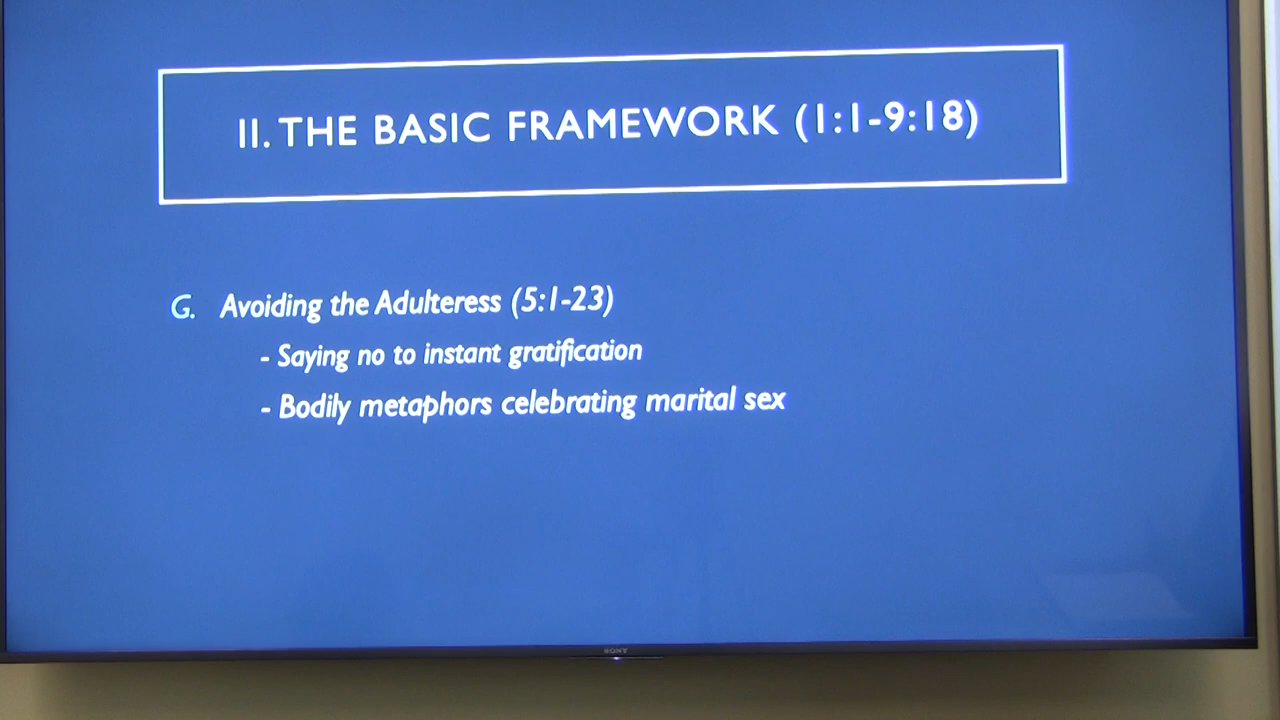 II. THE BASIC FRAMEWORK (1:1-9:18)
G. Avoiding the Adulteress (5:1-23)
- Saying no to instant gratification
- Bodily metaphors celebrating marital sex
SONY